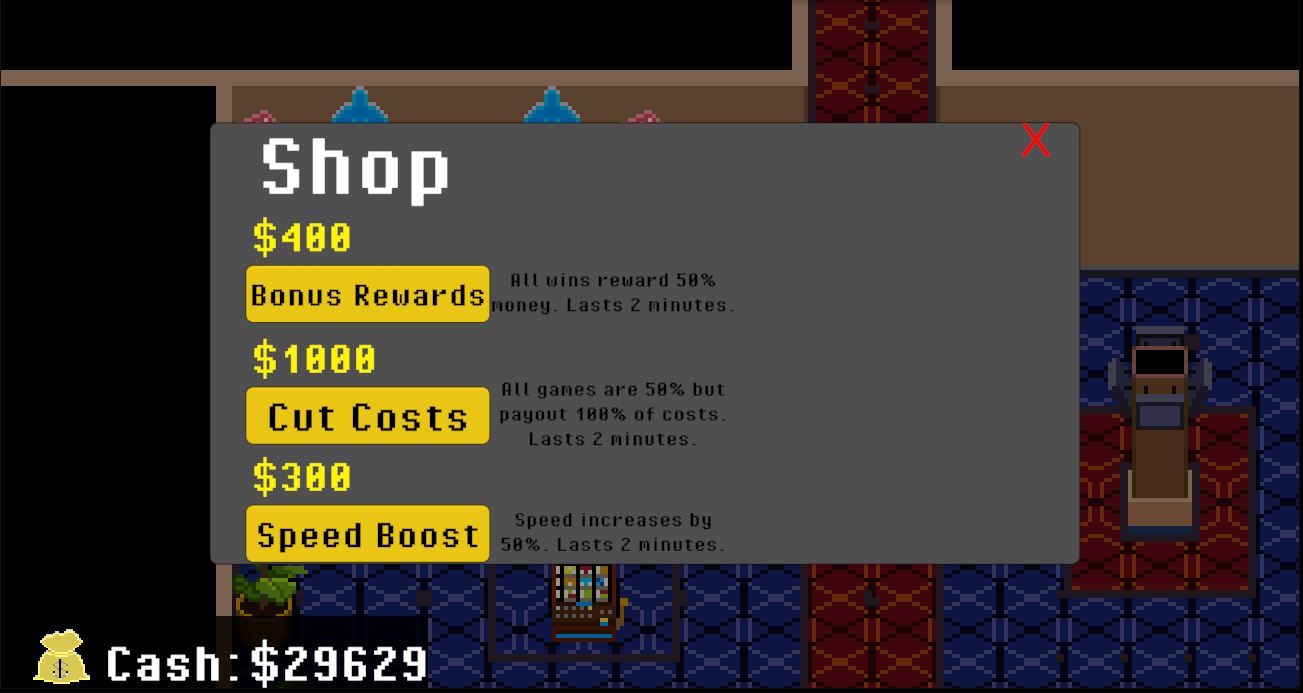 Shop
X
$400
Bonus Rewards
All wins reward 50%
money. Lasts 2 minutes.
$1000
Cut Costs
All games are 50% but
payout 100% of costs.
Lasts 2 minutes.
$300
Speed Boost
Speed increases by
50%. Lasts 2 minutes.
$
Cash:$29629